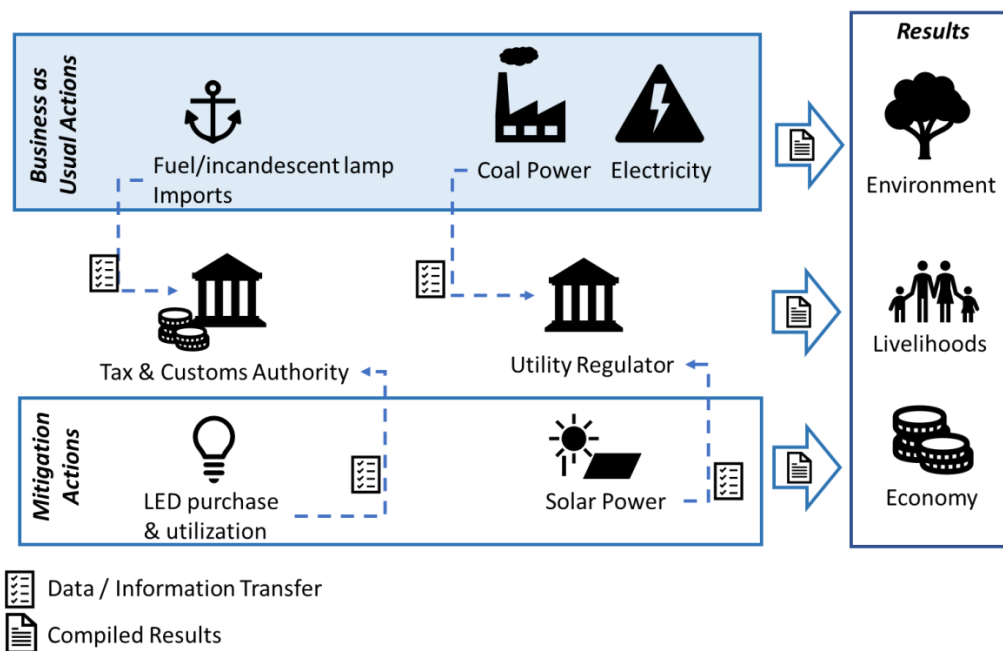 Business as
Usual Actions
Fuel/incandescent lamp
Imports
Coal Power
Electricity
Results
Environment
Tax & Customs Authority
Utility Regulator
Livelihoods
Mitigation
Actions
LED purchase
& utilization
Solar Power
Economy
Data / Information Transfer
Compiled Results